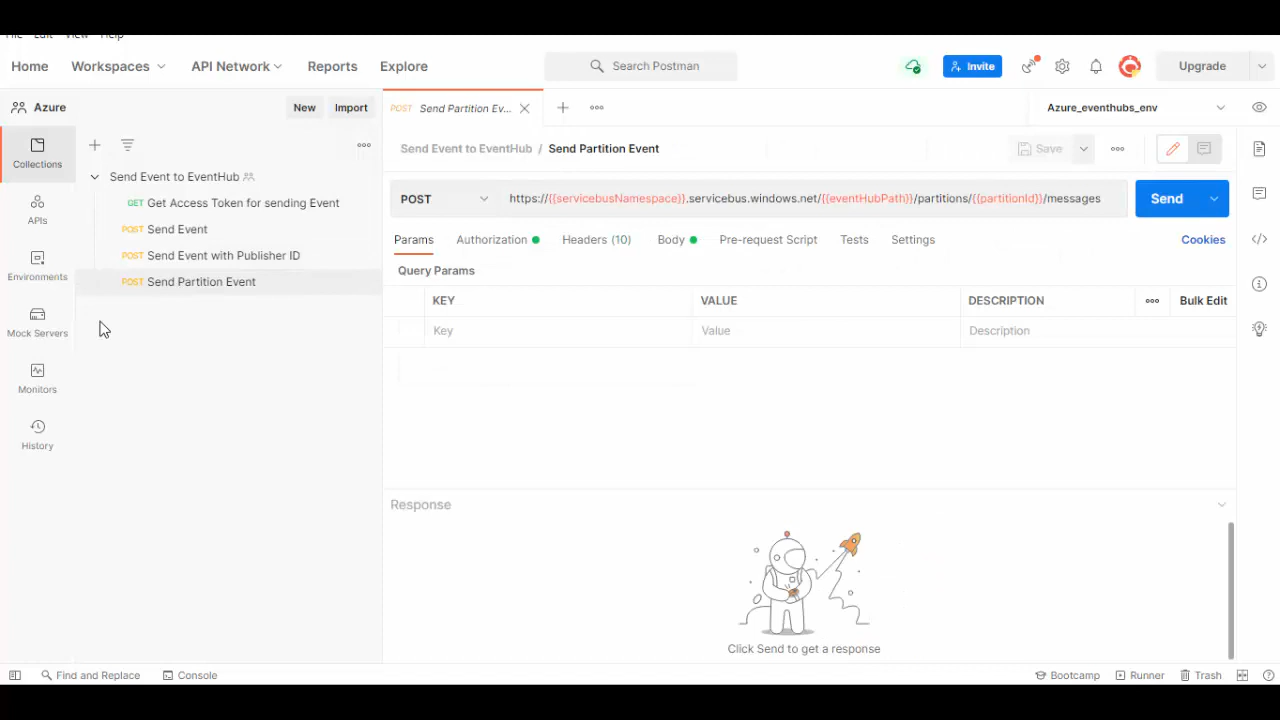 File Edit View Help
Home Workspaces API Network Reports Explore Search Postman Invite Upgrade
Azure New Import POST Send Partition Ev... Azure_eventhubs_env
Collections
APIs
Environments
Mock Servers
Monitors
History
Send Event to EventHub
GET Get Access Token for sending Event
POST Send Event
POST Send Event with Publisher ID
POST Send Partition Event
Send Event to EventHub / Send Partition Event Save
POST https://{{servicebusNamespace}}.servicebus.windows.net/{{eventHubPath}}/partitions/{{partitionId}}/messages Send
Params Authorization Headers (10) Body Pre-request Script Tests Settings Cookies
Query Params
KEY VALUE DESCRIPTION Bulk Edit
Key Value Description
Response
Click Send to get a response
Find and Replace Console Bootcamp Runner Trash